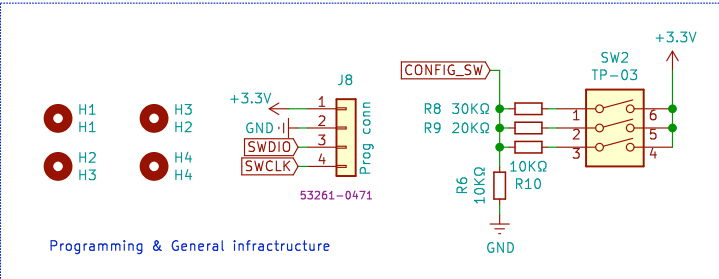 +3.3V
SW2
TP-03
J8
CONFIG_SW
H1
H1
H3
H2
H2
H3
H4
H4
+3.3V
GND
SWDIO
SWCLK
1
2
3
4
Prog conn
53261-0471
R8 30KΩ
R9 20KΩ
10KΩ
R10
1
2
3
6
5
4
R6
10KΩ
GND
Programming & General infractructure